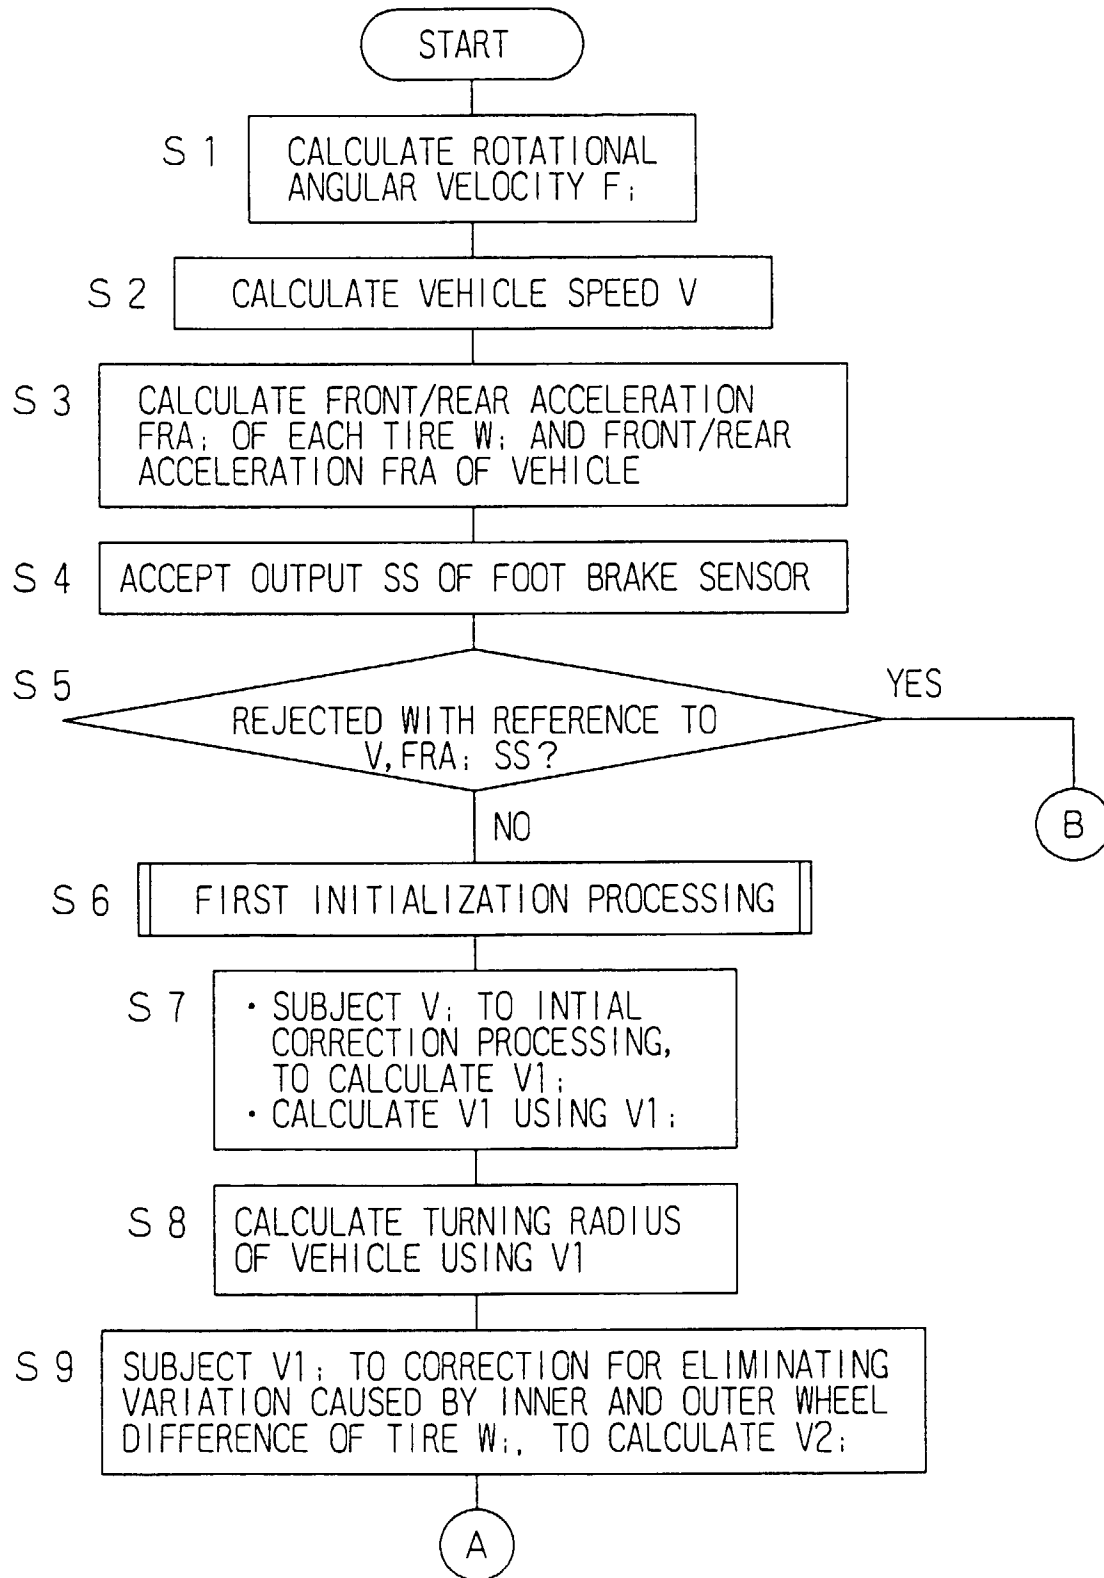 START
S 1
CALCULATE ROTATIONAL
ANGULAR VELOCITY Fi
S 2
CALCULATE VEHICLE SPEED V
S 3
CALCULATE FRONT/REAR ACCELERATION
FRAi OF EACH TIRE Wi AND FRONT/REAR
ACCELERATION FRA OF VEHICLE
S 4
ACCEPT OUTPUT SS OF FOOT BRAKE SENSOR
S 5
REJECTED WITH REFERENCE TO
V, FRAi SS?
YES
B
NO
S 6
FIRST INITIALIZATION PROCESSING
S 7
· SUBJECT Vi TO INTIAL
CORRECTION PROCESSING,
TO CALCULATE V1i
· CALCULATE V1 USING V1i
S 8
CALCULATE TURNING RADIUS
OF VEHICLE USING V1
S 9
SUBJECT V1i TO CORRECTION FOR ELIMINATING
VARIATION CAUSED BY INNER AND OUTER WHEEL
DIFFERENCE OF TIRE Wi, TO CALCULATE V2i
A